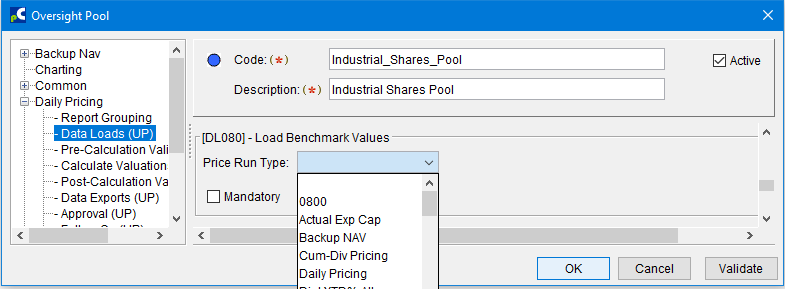 Oversight Pool
Backup Nav
Charting
Common
Daily Pricing
- Report Grouping
- Data Loads (UP)
- Pre-Calculation Vali
- Calculate Valuation
- Post-Calculation Va
- Data Exports (UP)
- Approval (UP)
Code: (*) Industrial_Shares_Pool
Active
Description: (*) Industrial Shares Pool
[DL080] - Load Benchmark Values
Price Run Type:
Mandatory
0800
Actual Exp Cap
Backup NAV
Cum-Div Pricing
Daily Pricing
OK
Cancel
Validate